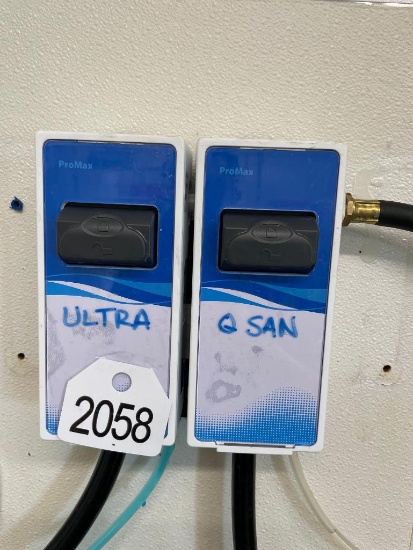 ProMax
ProMax
ULTRA
Q SAN
2058